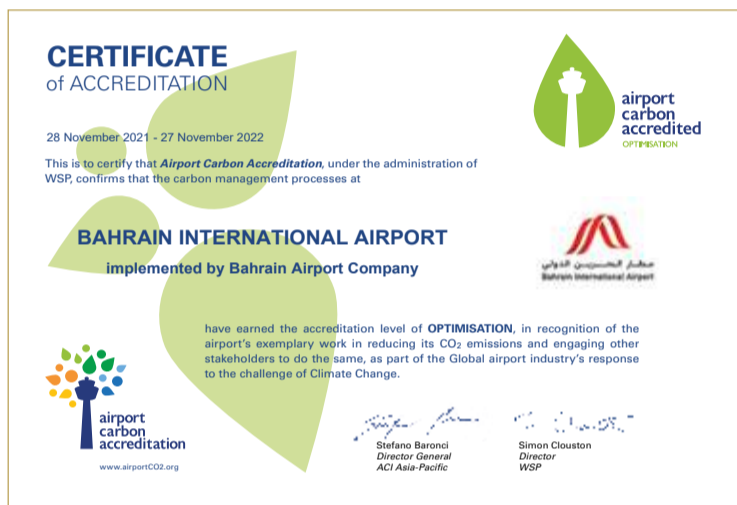 CERTIFICATE
of ACCREDITATION
28 November 2021 - 27 November 2022
This is to certify that Airport Carbon Accreditation, under the administration of
WSP, confirms that the carbon management processes at
airport
carbon
accredited
OPTIMISATION
BAHRAIN INTERNATIONAL AIRPORT
implemented by Bahrain Airport Company
مطار البحرين الدولي
Bahrain International Airport
have earned the accreditation level of OPTIMISATION, in recognition of the
airport's exemplary work in reducing its CO₂ emissions and engaging other
stakeholders to do the same, as part of the Global airport industry's response
to the challenge of Climate Change.
airport
carbon
accreditation
www.airportCO2.org
Stefano Baronci
Director General
ACI Asia-Pacific
Simon Clouston
Director
WSP